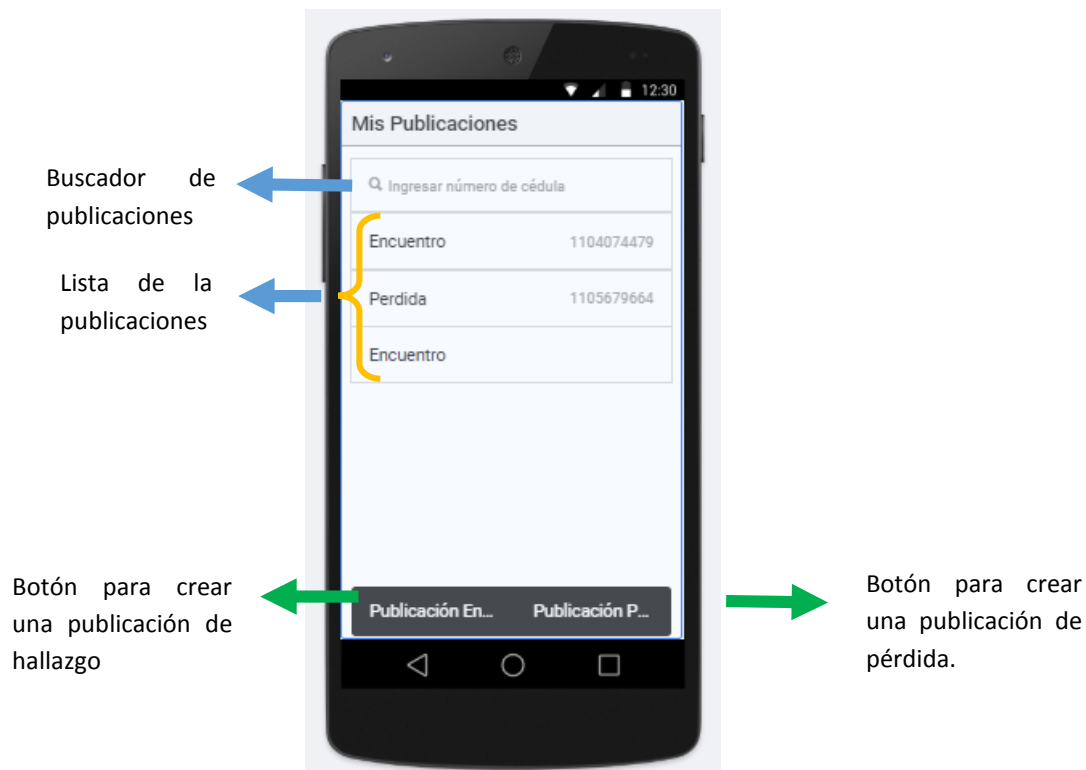 12:30
Mis Publicaciones
Buscador de
publicaciones
Ingresar número de cédula
Encuentro 1104074479
Lista de la
publicaciones
Perdida 1105679664
Encuentro
Botón para crear
una publicación de
hallazgo
Publicación En... Publicación P...
Botón para crear
una publicación de
pérdida.